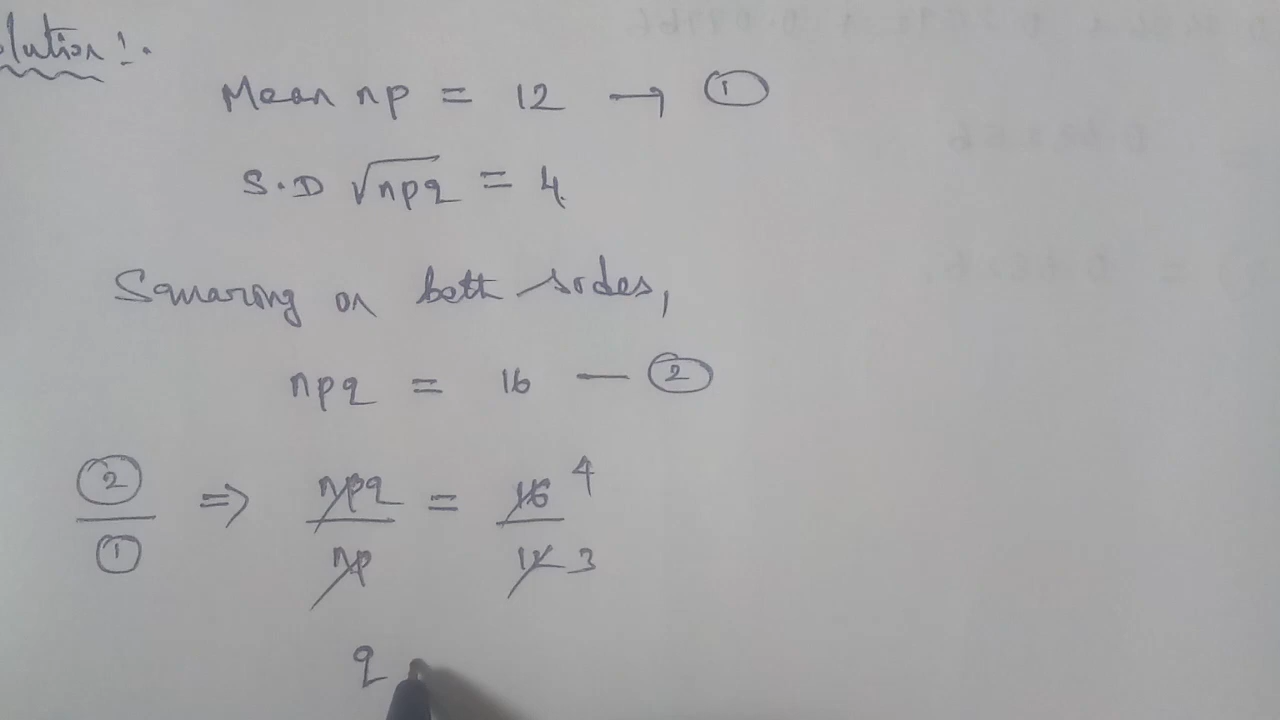 olution:.
Mean np = 12 → ①
S.D √npq = 4.
Squaring on both sides,
npq = 16 — ②
②/① ⇒ npq/np = 16/12 4/3
q